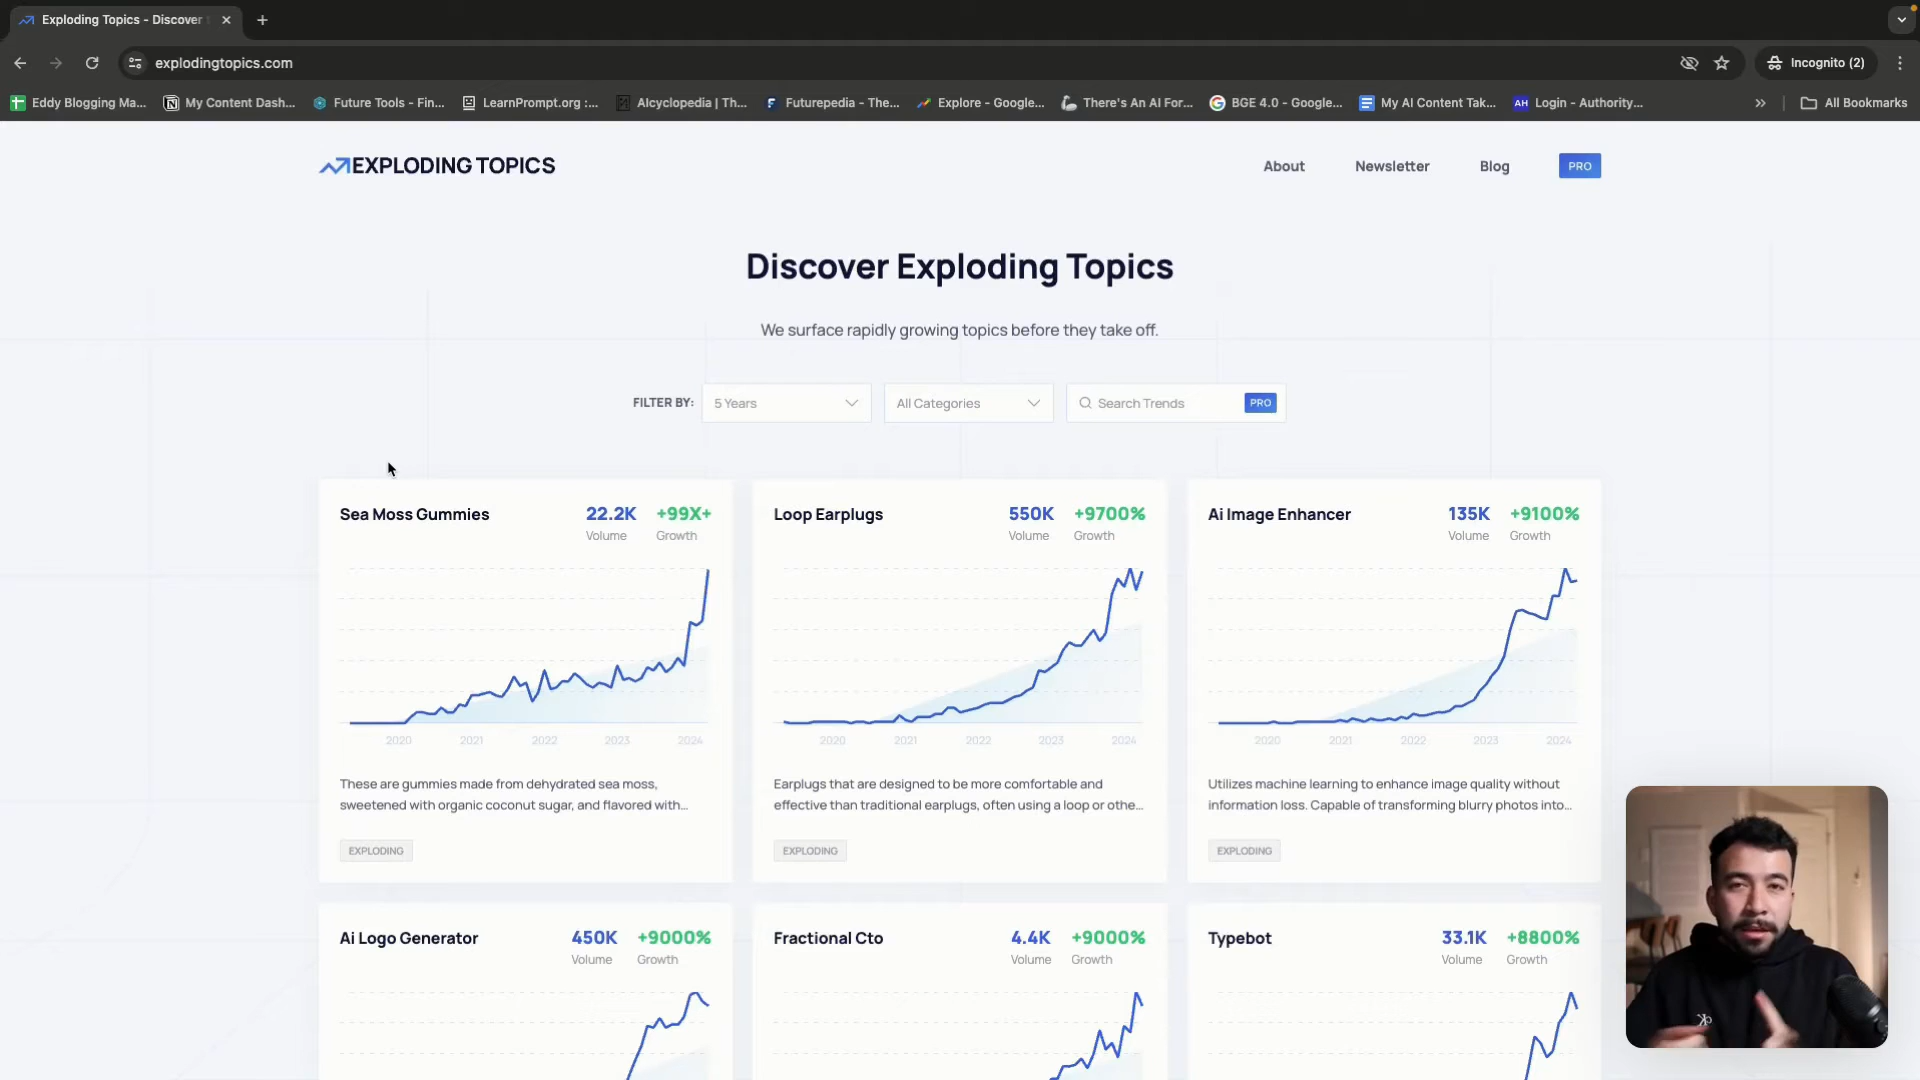 Exploding Topics - Discover
explodingtopics.com
Incognito (2)
Eddy Blogging Ma...
My Content Dash...
Future Tools - Fin...
LearnPrompt.org :...
AIcyclopedia | Th...
Futurepedia - The...
Explore - Google...
There's An AI For...
BGE 4.0 - Google...
My AI Content Tak...
AH
Login - Authority...
All Bookmarks
EXPLODING TOPICS
About
Newsletter
Blog
PRO
Discover Exploding Topics
We surface rapidly growing topics before they take off.
FILTER BY:
5 Years
All Categories
Search Trends
PRO
Sea Moss Gummies
22.2K
Volume
+99X+
Growth
2020 2021 2022 2023 2024
These are gummies made from dehydrated sea moss,
sweetened with organic coconut sugar, and flavored with...
EXPLODING
Loop Earplugs
550K
Volume
+9700%
Growth
2020 2021 2022 2023 2024
Earplugs that are designed to be more comfortable and
effective than traditional earplugs, often using a loop or othe...
EXPLODING
Ai Image Enhancer
135K
Volume
+9100%
Growth
2020 2021 2022 2023 2024
Utilizes machine learning to enhance image quality without
information loss. Capable of transforming blurry photos into...
EXPLODING
Ai Logo Generator
450K
Volume
+9000%
Growth
Fractional Cto
4.4K
Volume
+9000%
Growth
Typebot
33.1K
Volume
+8800%
Growth